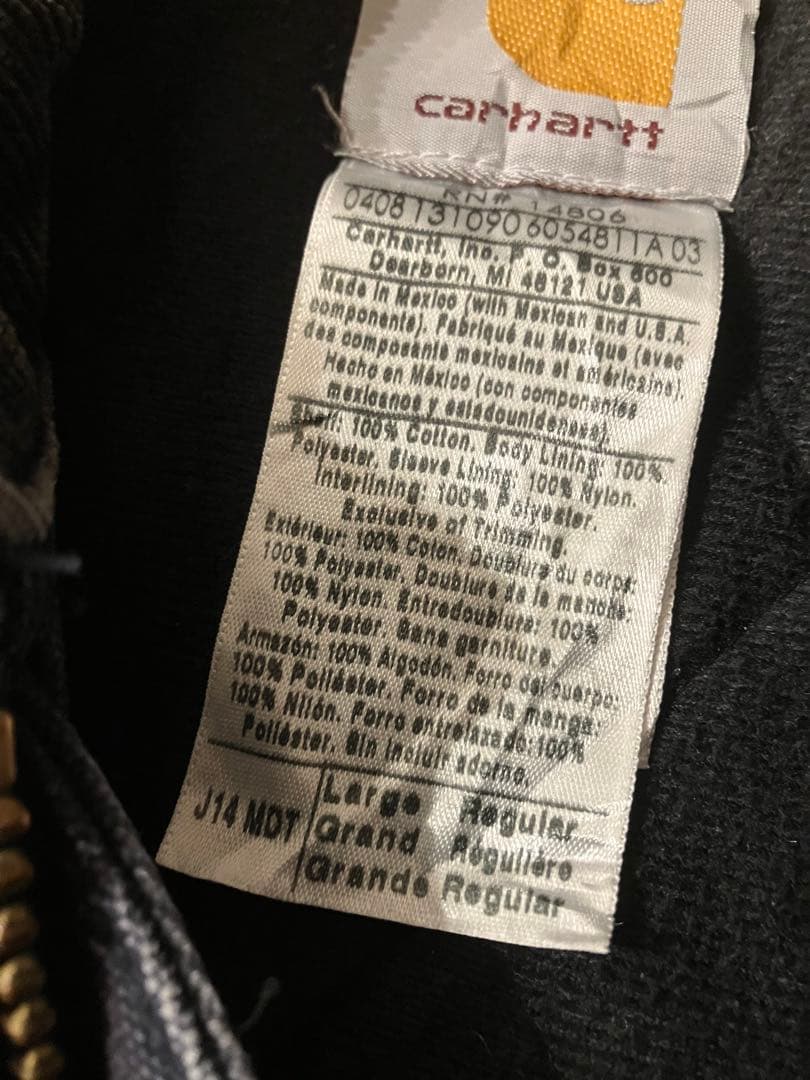 carhartt
RN# 14806
0408131090 6054811A 03
Carhartt, Inc. P. O. Box 600
Dearborn, MI 48121 USA
Made in Mexico (with Mexican and U.S.A.
components). Fabriqué au Mexique (avec
des composants mexicains et américains).
Hecho en México (con componentes
mexicanos y estadounidenses).
Shell: 100% Cotton. Body Lining: 100%
Polyester. Sleeve Lining: 100% Nylon.
Interlining: 100% Polyester.
Exclusive of Trimming.
Extérieur: 100% Coton. Doublure du corps:
100% Polyester. Doublure de la manche:
100% Nylon. Entredoublure: 100%
Polyester. Sans garniture.
Armazón: 100% Algodón. Forro del cuerpo:
100% Poliéster. Forro de la manga:
100% Nilón. Forro entrelazado:100%
Poliéster. Sin incluir adorno.
J14 MDT
Large Regular
Grand Régulière
Grande Regular